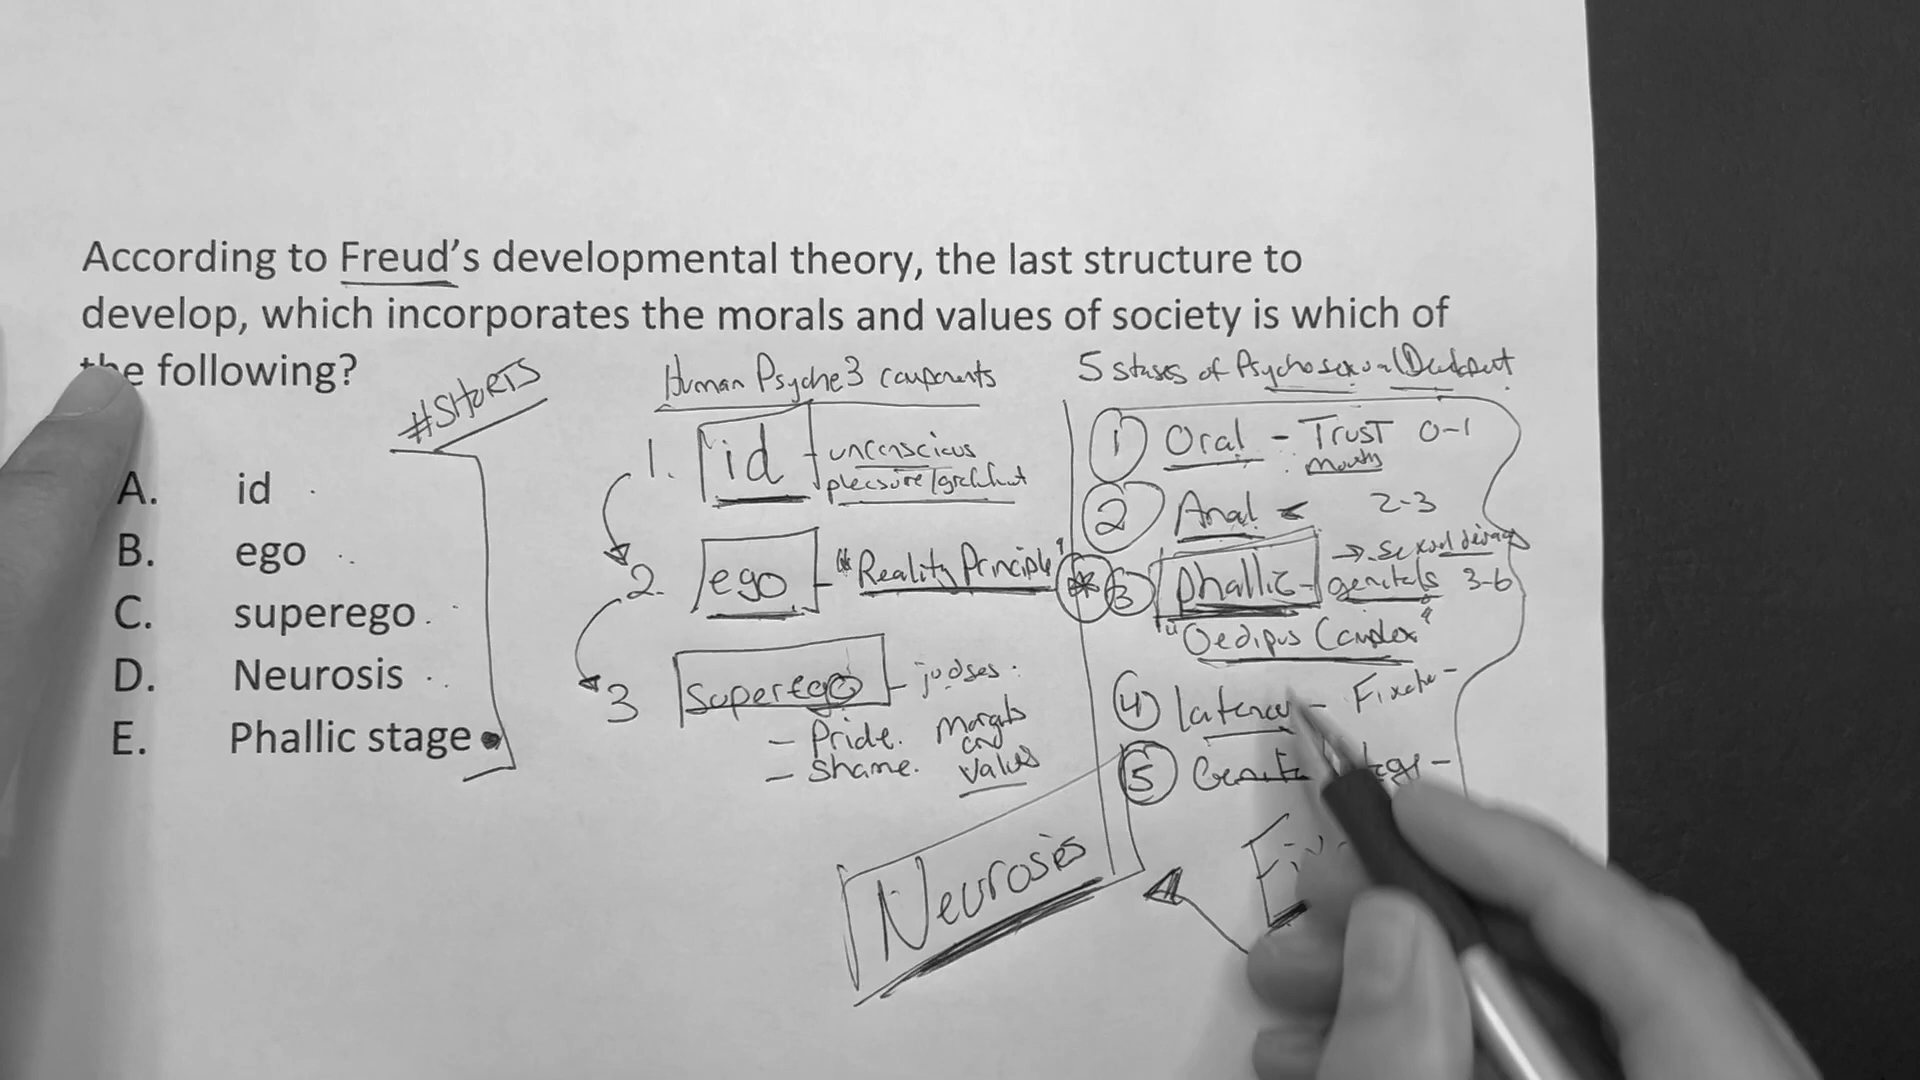 According to Freud's developmental theory, the last structure to
develop, which incorporates the morals and values of society is which of
the following?
#SHORTS
A. id
B. ego
C. superego
D. Neurosis
E. Phallic stage
Human Psyche 3 components
1. id
unconscious
pleasure/
2. ego - "Reality Principle"
3 Superego - judges:
- Pride. Morals
and
- Shame. Values
5 stages of Psychosexual
1 Oral - Trust 0-1
mouth
2 Anal 2-3
* 3 Phallic - genitals 3-6
→ sexual
"Oedipus Complex"
4 latency -
5
Neurosis